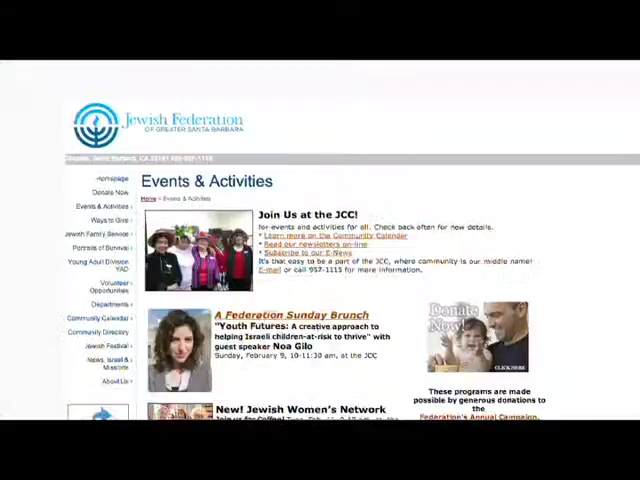 Jewish Federation
OF GREATER SANTA BARBARA
Homepage
Donate Now
Events & Activities
Ways to Give
Jewish Family Service
Portraits of Survival
Young Adult Division
YAD
Volunteer
Opportunities
Departments
Community Calendar
Community Directory
Jewish Festival
News, Israel &
Missions
About Us
Events & Activities
Home > Events & Activities
Join Us at the JCC!
for events and activities for all. Check back often for new details.
* Learn more on the Community Calendar
* Read our newsletters on-line
* Subscribe to our E-News
It's that easy to be a part of the JCC, where community is our middle name!
E-mail or call 957-1115 for more information.
A Federation Sunday Brunch
"Youth Futures: A creative approach to
helping Israeli children-at-risk to thrive" with
guest speaker Noa Gilo
Sunday, February 9, 10-11:30 am, at the JCC
New! Jewish Women's Network
Join us for Coffee!
Donate
Now!
CLICK HERE
These programs are made
possible by generous donations to
the
Federation's Annual Campaign.